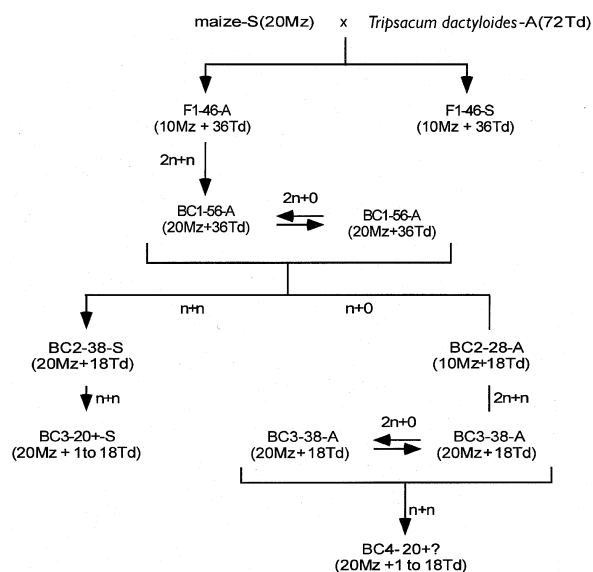 maize-S(20Mz) x Tripsacum dactyloides-A(72Td)
F1-46-A F1-46-S
(10Mz + 36Td) (10Mz + 36Td)
2n+n
2n+0
BC1-56-A BC1-56-A
(20Mz+36Td) (20Mz+36Td)
n+n n+0
BC2-38-S BC2-28-A
(20Mz+18Td) (10Mz+18Td)
n+n 2n+n
2n+0
BC3-20+-S BC3-38-A BC3-38-A
(20Mz + 1to 18Td) (20Mz+18Td) (20Mz+18Td)
n+n
BC4-20+?
(20Mz +1 to 18Td)